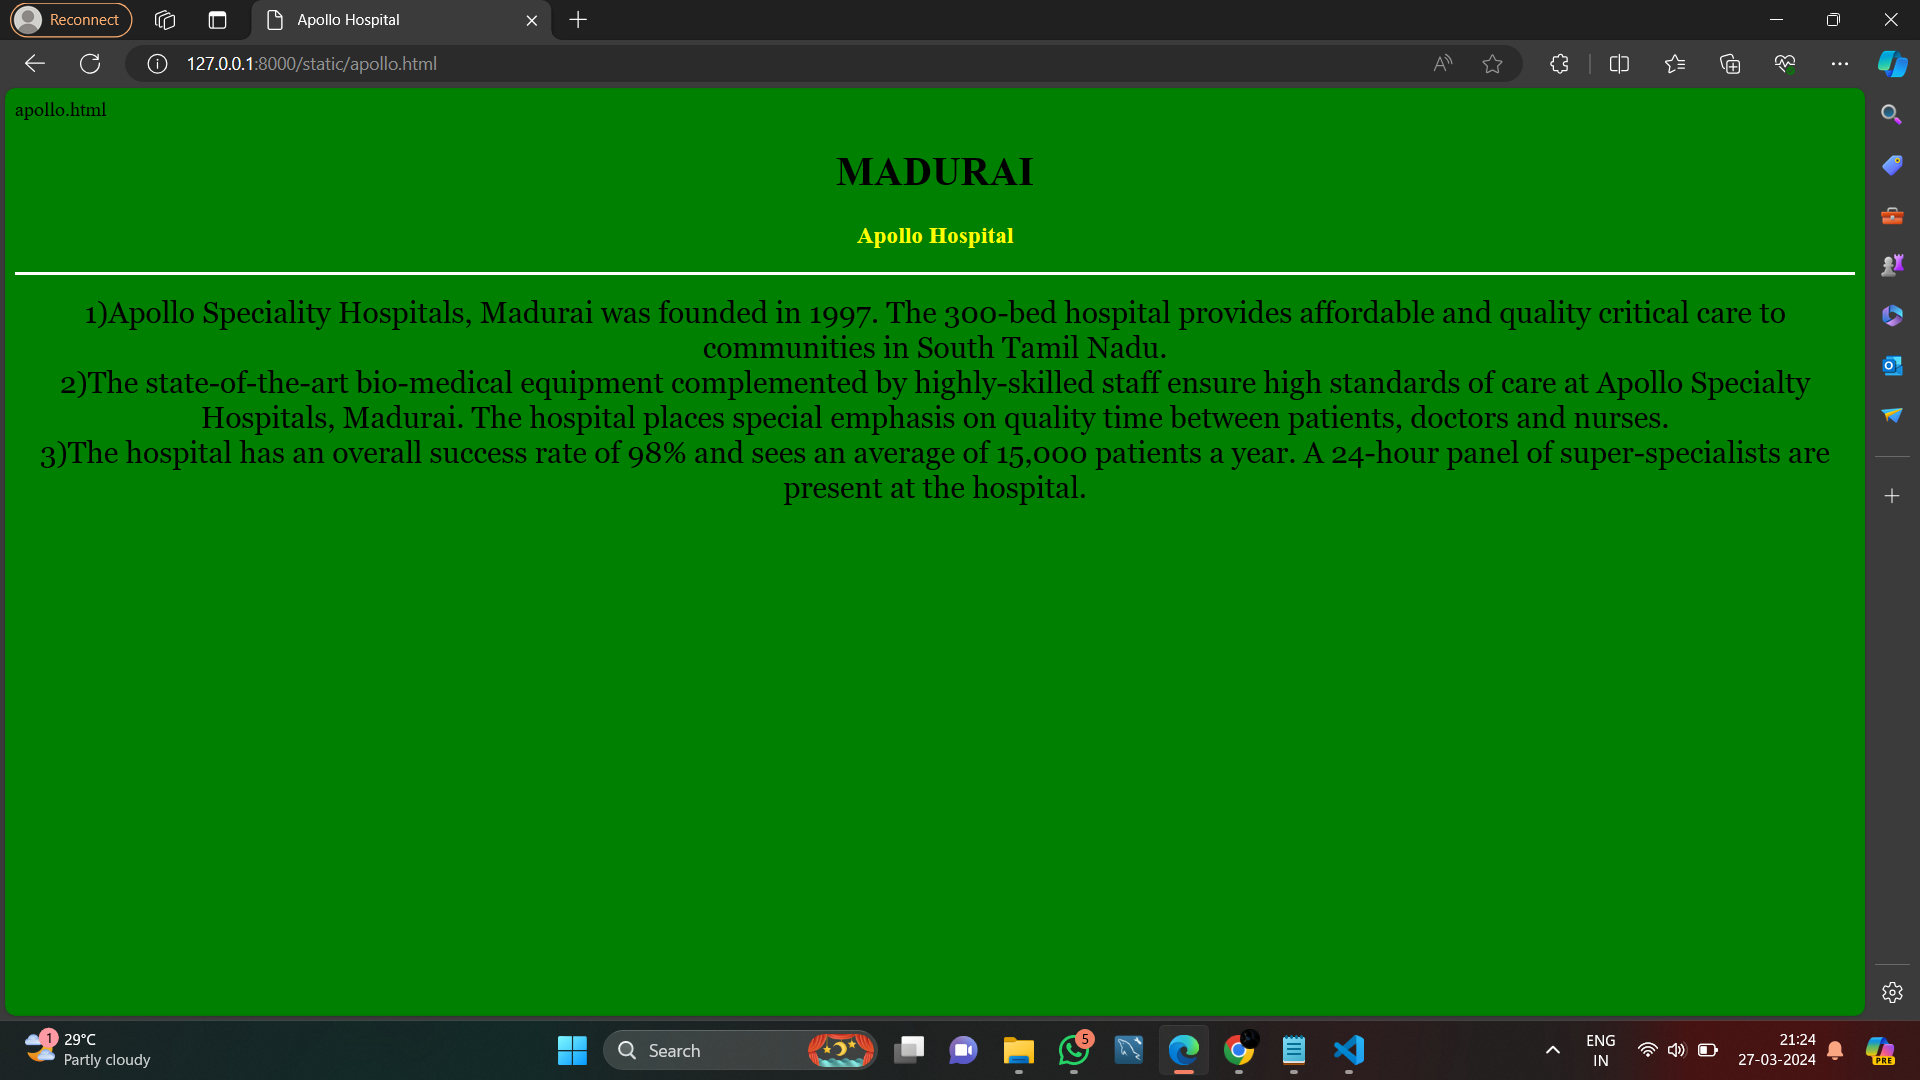 Reconnect
Apollo Hospital
127.0.0.1:8000/static/apollo.html
apollo.html
MADURAI
Apollo Hospital
1)Apollo Speciality Hospitals, Madurai was founded in 1997. The 300-bed hospital provides affordable and quality critical care to
communities in South Tamil Nadu.
2)The state-of-the-art bio-medical equipment complemented by highly-skilled staff ensure high standards of care at Apollo Specialty
Hospitals, Madurai. The hospital places special emphasis on quality time between patients, doctors and nurses.
3)The hospital has an overall success rate of 98% and sees an average of 15,000 patients a year. A 24-hour panel of super-specialists are
present at the hospital.
1
29°C
Partly cloudy
Search
5
ENG
IN
21:24
27-03-2024
PRE